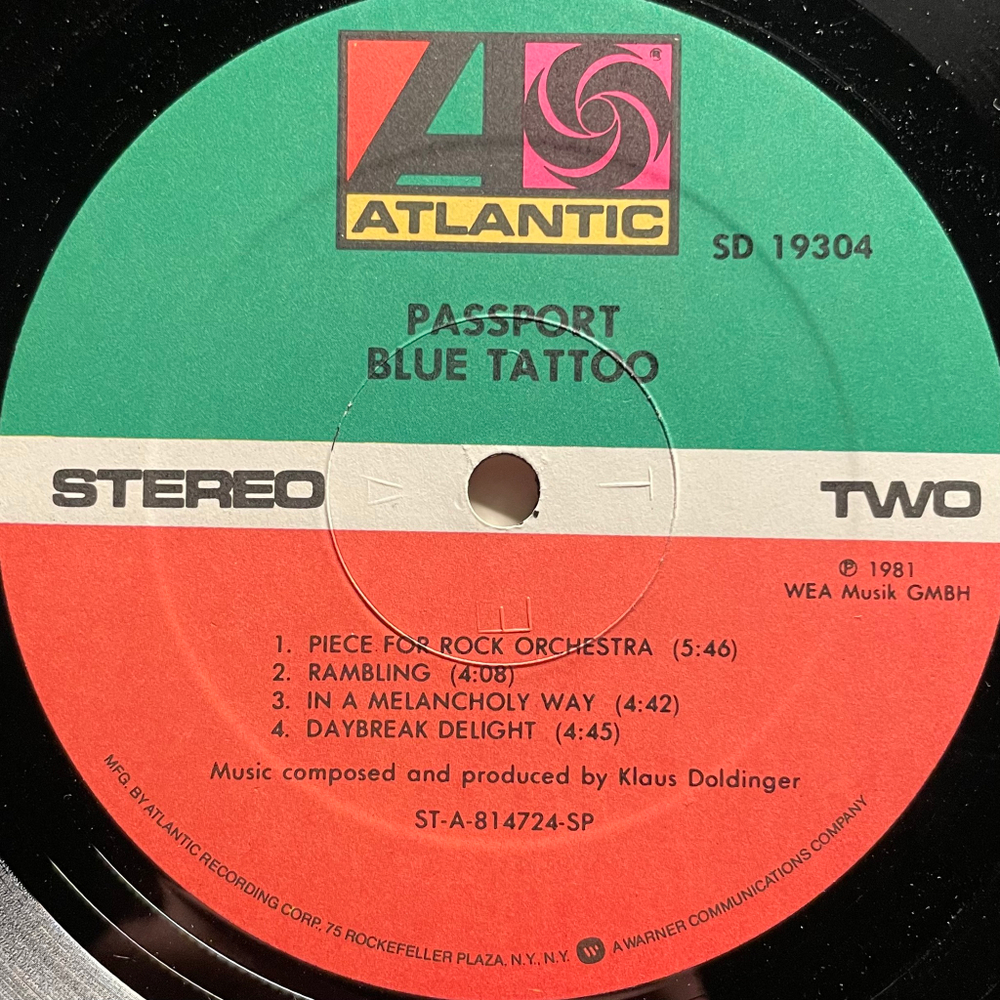 ATLANTIC
®
SD 19304
PASSPORT
BLUE TATTOO
STEREO
TWO
℗ 1981
WEA Musik GMBH
1. PIECE FOR ROCK ORCHESTRA (5:46)
2. RAMBLING (4:08)
3. IN A MELANCHOLY WAY (4:42)
4. DAYBREAK DELIGHT (4:45)
Music composed and produced by Klaus Doldinger
ST-A-814724-SP
MFG. BY ATLANTIC RECORDING CORP. 75 ROCKEFELLER PLAZA, N.Y., N.Y. W A WARNER COMMUNICATIONS COMPANY